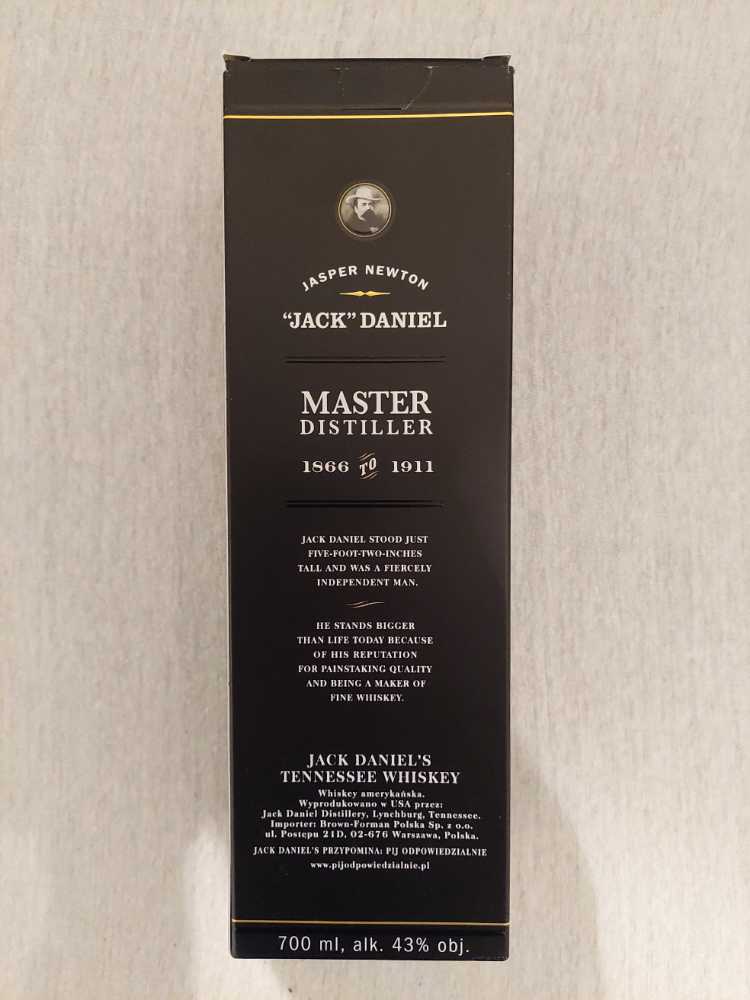 JASPER NEWTON
“JACK” DANIEL
MASTER
DISTILLER
1866 TO 1911
JACK DANIEL STOOD JUST
FIVE-FOOT-TWO-INCHES
TALL AND WAS A FIERCELY
INDEPENDENT MAN.
HE STANDS BIGGER
THAN LIFE TODAY BECAUSE
OF HIS REPUTATION
FOR PAINSTAKING QUALITY
AND BEING A MAKER OF
FINE WHISKEY.
JACK DANIEL'S
TENNESSEE WHISKEY
Whiskey amerykańska.
Wyprodukowano w USA przez:
Jack Daniel Distillery, Lynchburg, Tennessee.
Importer: Brown-Forman Polska Sp. z o.o.
ul. Postępu 21D, 02-676 Warszawa, Polska.
JACK DANIEL'S PRZYPOMINA: PIJ ODPOWIEDZIALNIE
www.pijodpowiedzialnie.pl
700 ml, alk. 43% obj.